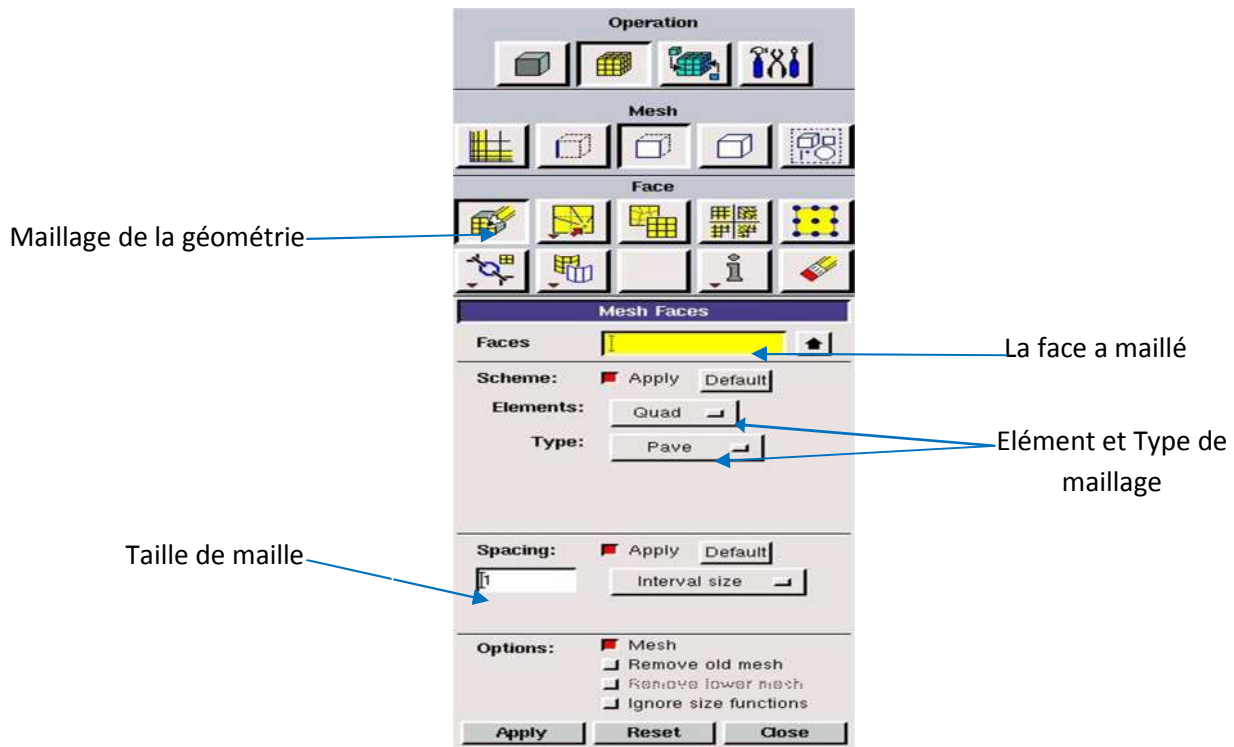 Operation
Mesh
Face
Maillage de la géométrie
Mesh Faces
Faces
La face a maillé
Scheme: Apply Default
Elements: Quad
Type: Pave
Elément et Type de
maillage
Taille de maille
Spacing: Apply Default
1 Interval size
Options: Mesh
Remove old mesh
Remove lower mesh
Ignore size functions
Apply Reset Close